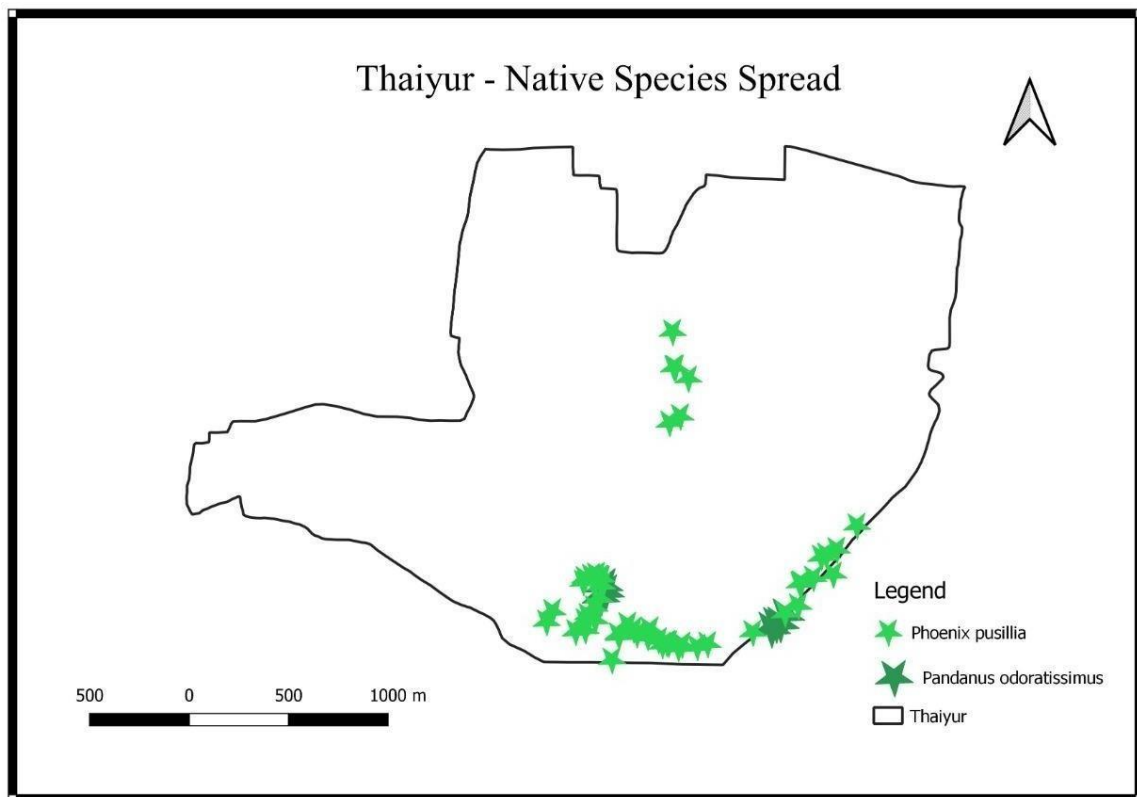 Thaiyur - Native Species Spread
Legend
Phoenix pusillia
Pandanus odoratissimus
Thaiyur
500 0 500 1000 m